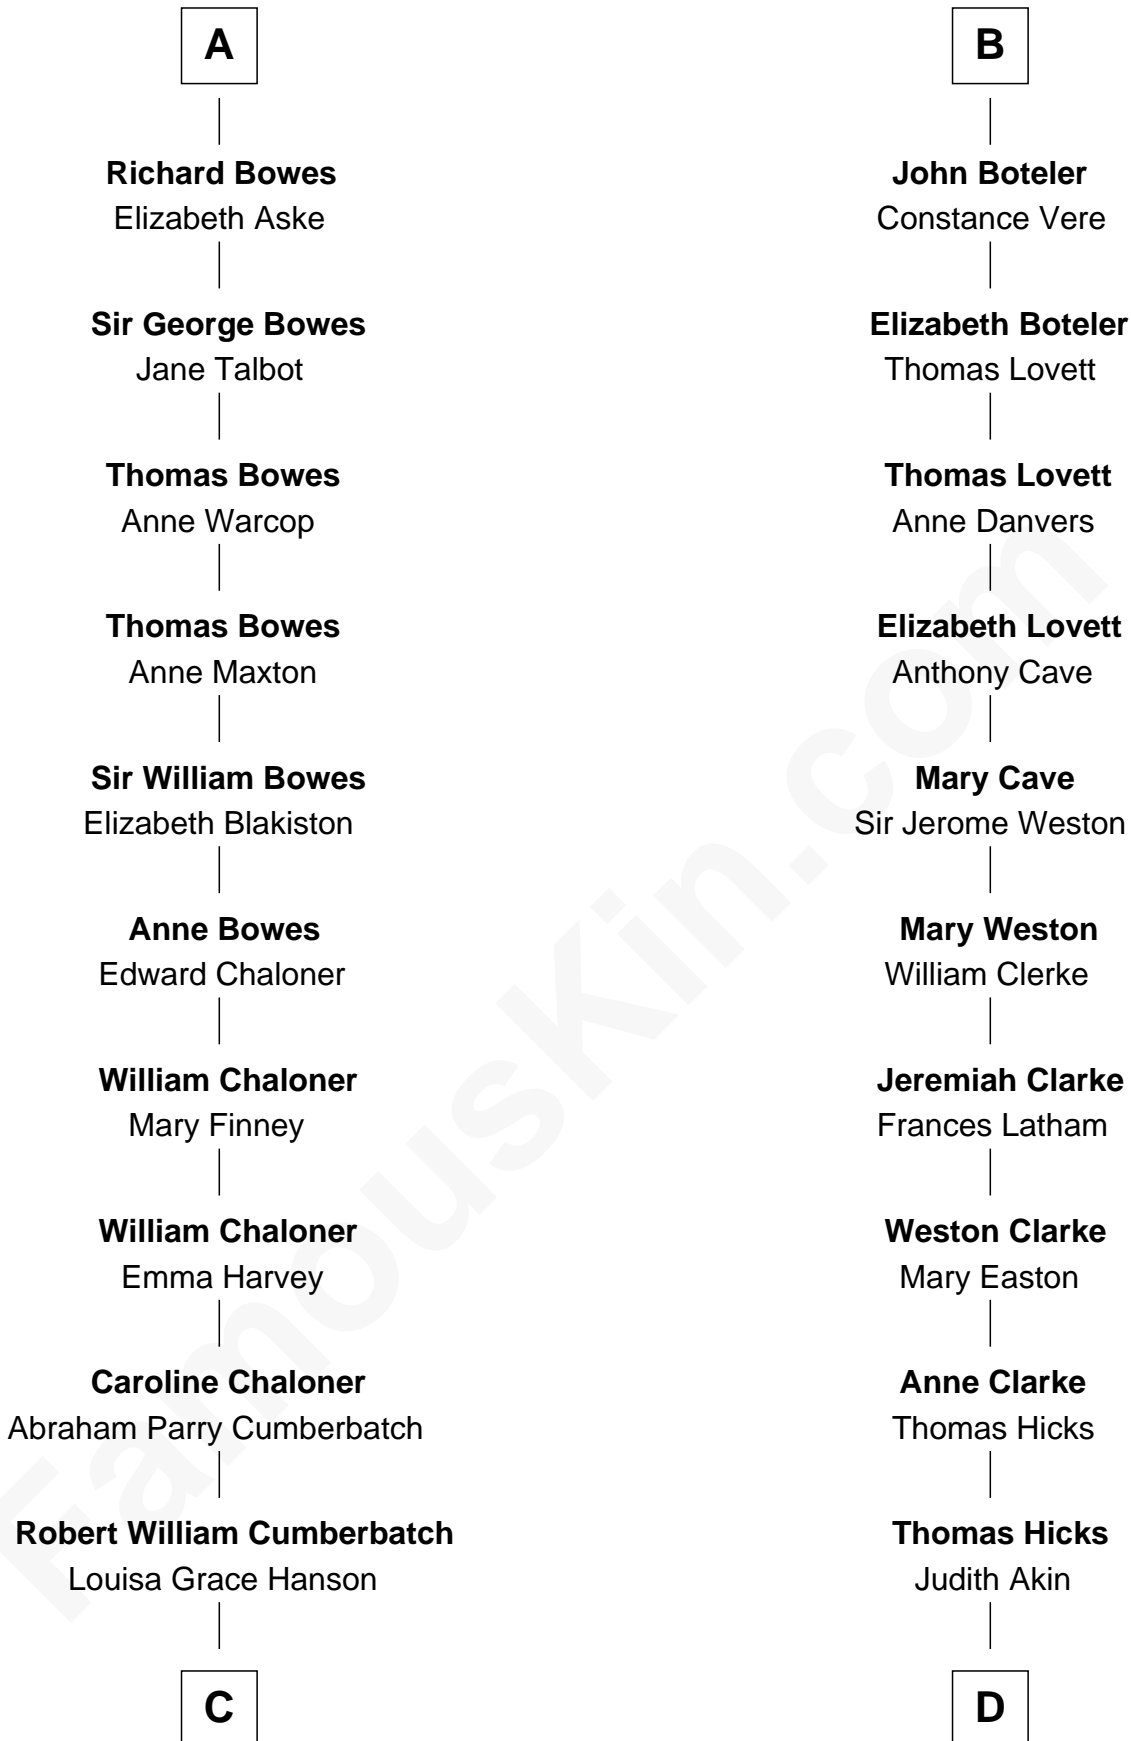 A
Richard Bowes
Elizabeth Aske
Sir George Bowes
Jane Talbot
Thomas Bowes
Anne Warcop
Thomas Bowes
Anne Maxton
Sir William Bowes
Elizabeth Blakiston
Anne Bowes
Edward Chaloner
William Chaloner
Mary Finney
William Chaloner
Emma Harvey
Caroline Chaloner
Abraham Parry Cumberbatch
Robert William Cumberbatch
Louisa Grace Hanson
C
B
John Boteler
Constance Vere
Elizabeth Boteler
Thomas Lovett
Thomas Lovett
Anne Danvers
Elizabeth Lovett
Anthony Cave
Mary Cave
Sir Jerome Weston
Mary Weston
William Clerke
Jeremiah Clarke
Frances Latham
Weston Clarke
Mary Easton
Anne Clarke
Thomas Hicks
Thomas Hicks
Judith Akin
D
FamousKin.com